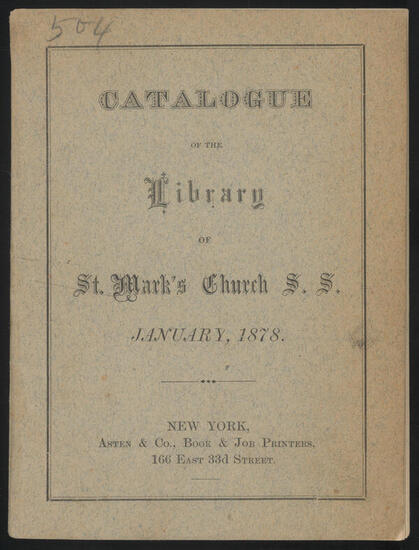 504
CATALOGUE
OF THE
Library
OF
St. Mark's Church S. S.
JANUARY, 1878.
NEW YORK,
ASTEN & CO., BOOK & JOB PRINTERS,
166 EAST 33d STREET.